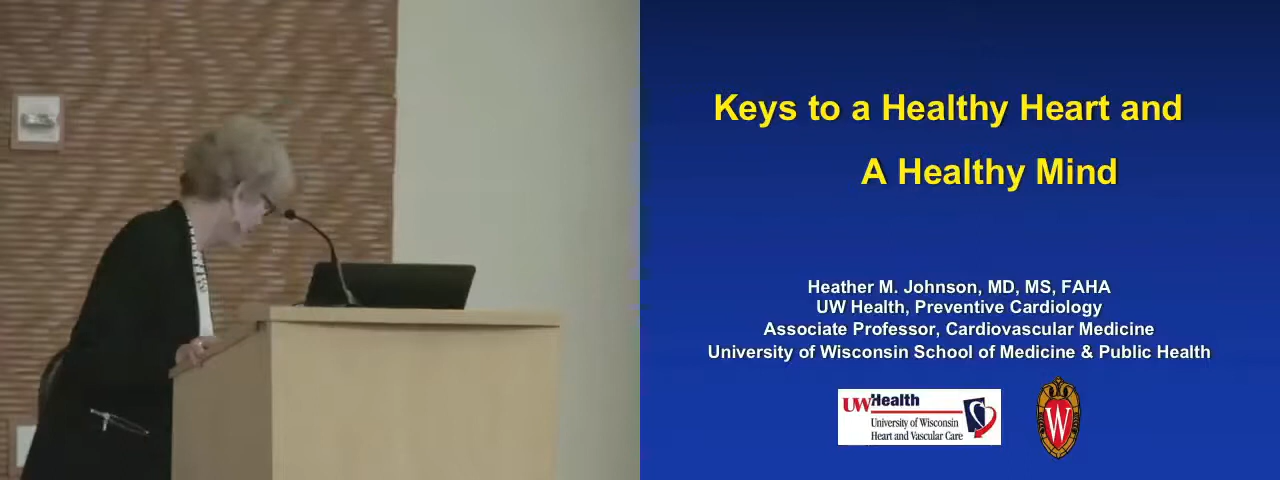 Keys to a Healthy Heart and
A Healthy Mind
Heather M. Johnson, MD, MS, FAHA
UW Health, Preventive Cardiology
Associate Professor, Cardiovascular Medicine
University of Wisconsin School of Medicine & Public Health
UWHealth
University of Wisconsin
Heart and Vascular Care
W